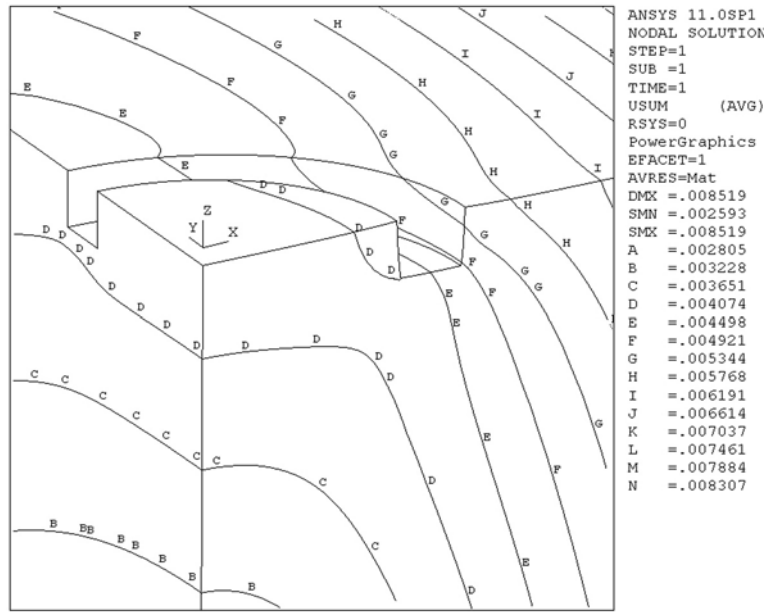 ANSYS 11.0SP1
NODAL SOLUTION
STEP=1
SUB =1
TIME=1
USUM (AVG)
RSYS=0
PowerGraphics
EFACET=1
AVRES=Mat
DMX =.008519
SMN =.002593
SMX =.008519
A =.002805
B =.003228
C =.003651
D =.004074
E =.004498
F =.004921
G =.005344
H =.005768
I =.006191
J =.006614
K =.007037
L =.007461
M =.007884
N =.008307
J
H
F G I
J
F H
E G I
E F G H
G I
E D D H H
F
Z
Y X
D D D D G H
D D D D F G
D D E F G
D D D E
D D D D
D
C C C C C C E G
C D F
B BB B B B B C E
B D